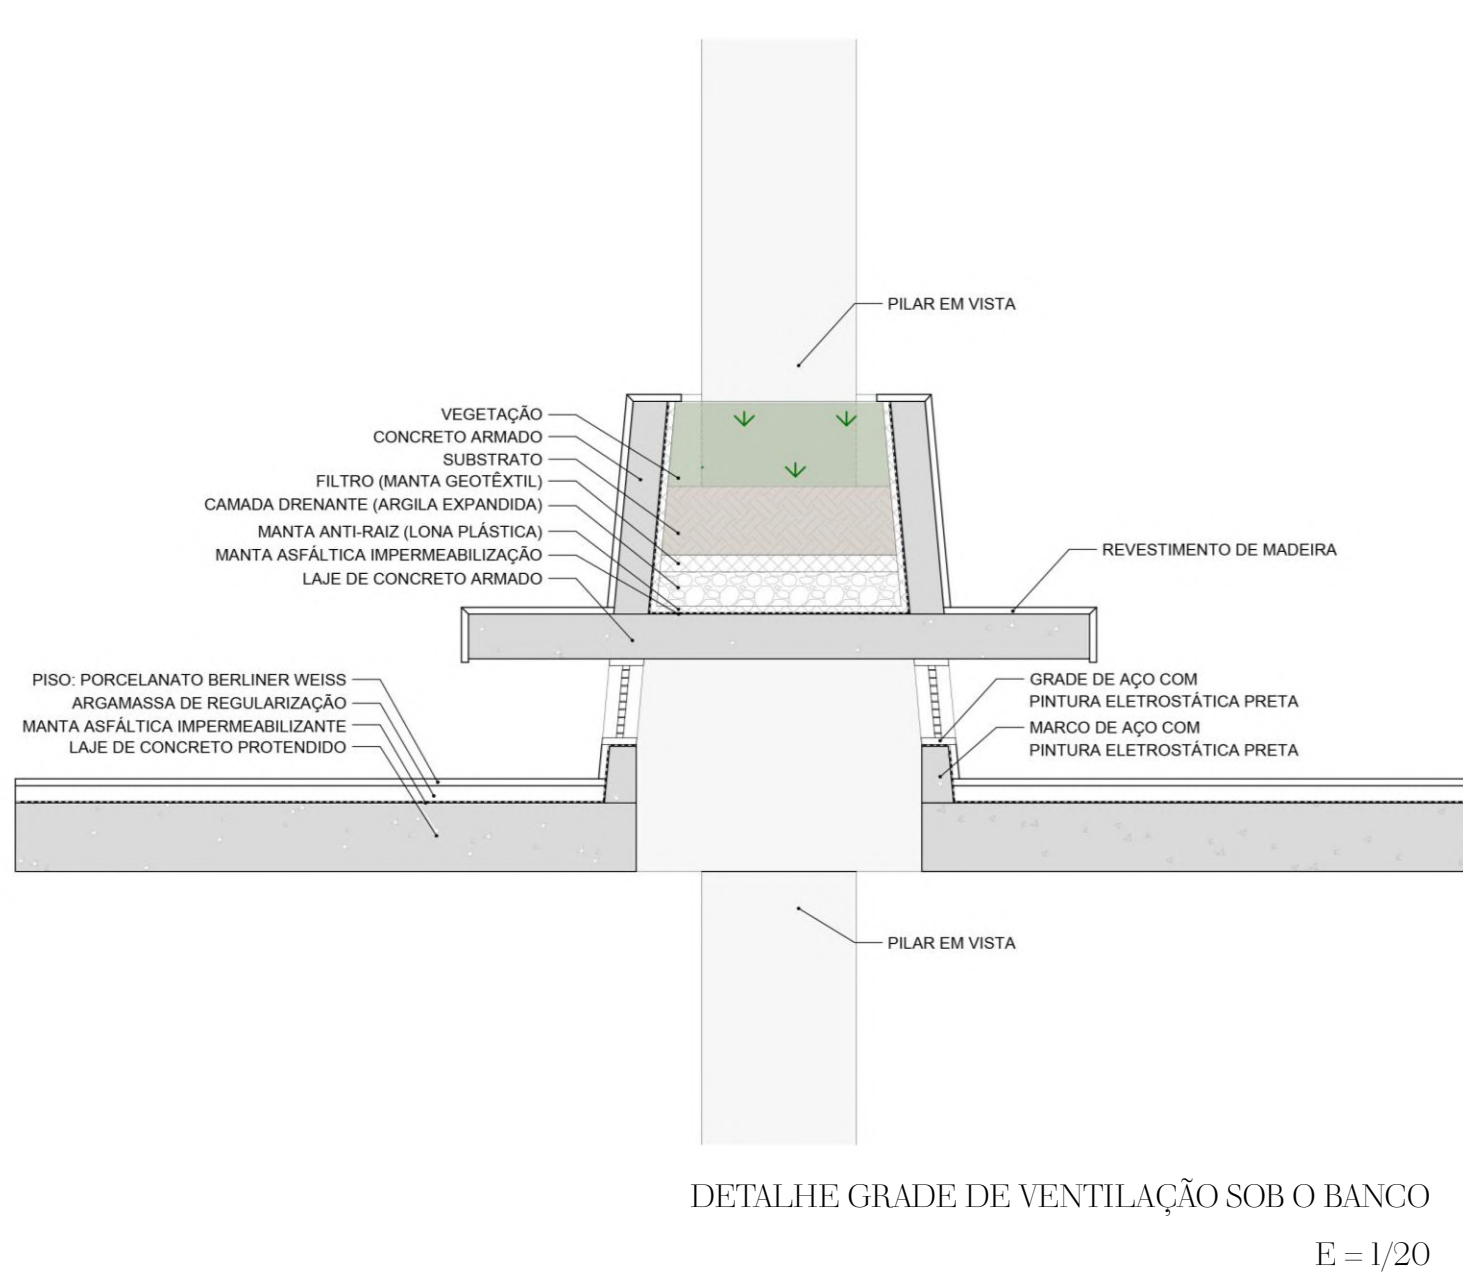 PILAR EM VISTA
VEGETAÇÃO
CONCRETO ARMADO
SUBSTRATO
FILTRO (MANTA GEOTÊXTIL)
CAMADA DRENANTE (ARGILA EXPANDIDA)
MANTA ANTI-RAIZ (LONA PLÁSTICA)
MANTA ASFÁLTICA IMPERMEABILIZAÇÃO
LAJE DE CONCRETO ARMADO
REVESTIMENTO DE MADEIRA
PISO: PORCELANATO BERLINER WEISS
ARGAMASSA DE REGULARIZAÇÃO
MANTA ASFÁLTICA IMPERMEABILIZANTE
LAJE DE CONCRETO PROTENDIDO
GRADE DE AÇO COM
PINTURA ELETROSTÁTICA PRETA
MARCO DE AÇO COM
PINTURA ELETROSTÁTICA PRETA
PILAR EM VISTA
DETALHE GRADE DE VENTILAÇÃO SOB O BANCO
E = 1/20